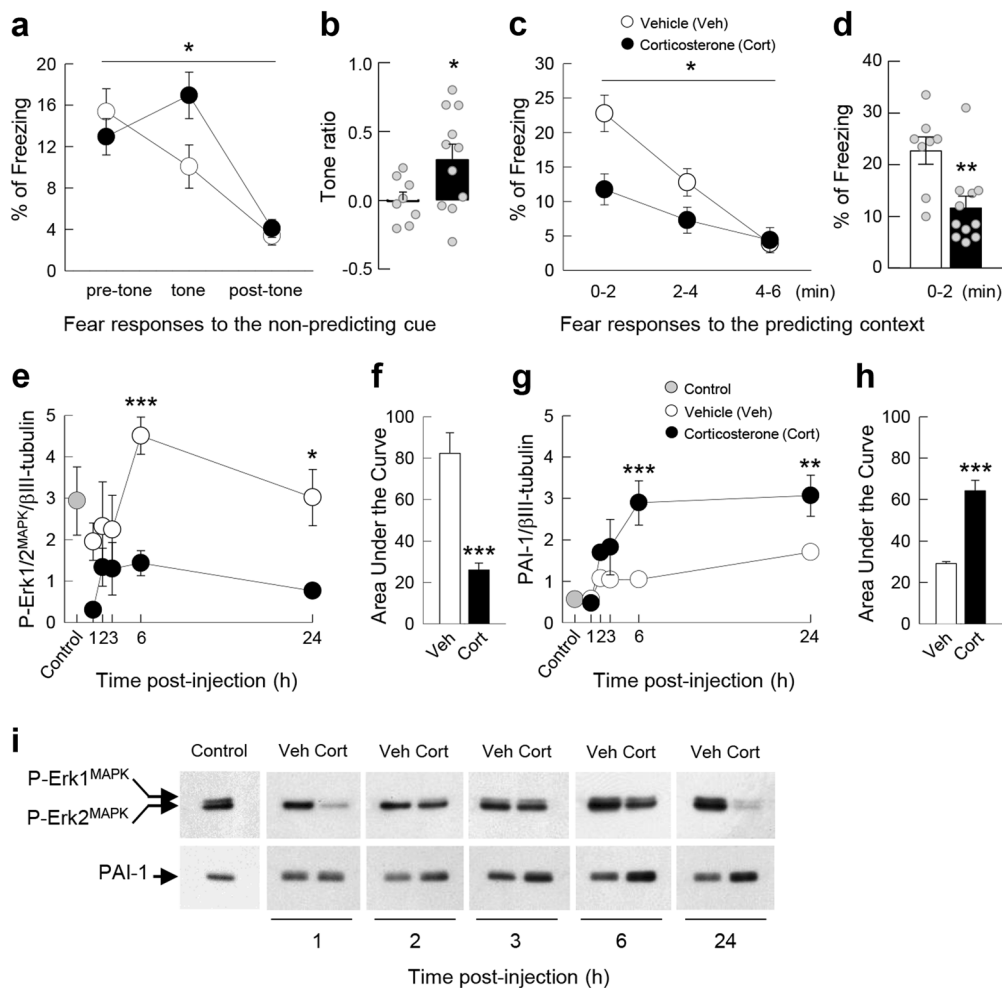 a
% of Freezing
20
16
12
8
4
0
*
pre-tone tone post-tone
b
Tone ratio
1.0
0.5
0.0
-0.5
*
Fear responses to the non-predicting cue
c
Vehicle (Veh)
Corticosterone (Cort)
% of Freezing
30
25
20
15
10
5
0
*
0-2 2-4 4-6 (min)
d
% of Freezing
40
30
20
10
0
**
0-2 (min)
Fear responses to the predicting context
e
P-Erk1/2MAPK/βIII-tubulin
5
4
3
2
1
0
***
*
Control 1 2 3 6 24
Time post-injection (h)
f
Area Under the Curve
100
80
60
40
20
0
***
Veh Cort
g
Control
Vehicle (Veh)
Corticosterone (Cort)
PAI-1/βIII-tubulin
5
4
3
2
1
0
***
**
Control 1 2 3 6 24
Time post-injection (h)
h
Area Under the Curve
100
80
60
40
20
0
***
Veh Cort
i
Control Veh Cort Veh Cort Veh Cort Veh Cort Veh Cort
P-Erk1MAPK
P-Erk2MAPK
PAI-1
1 2 3 6 24
Time post-injection (h)